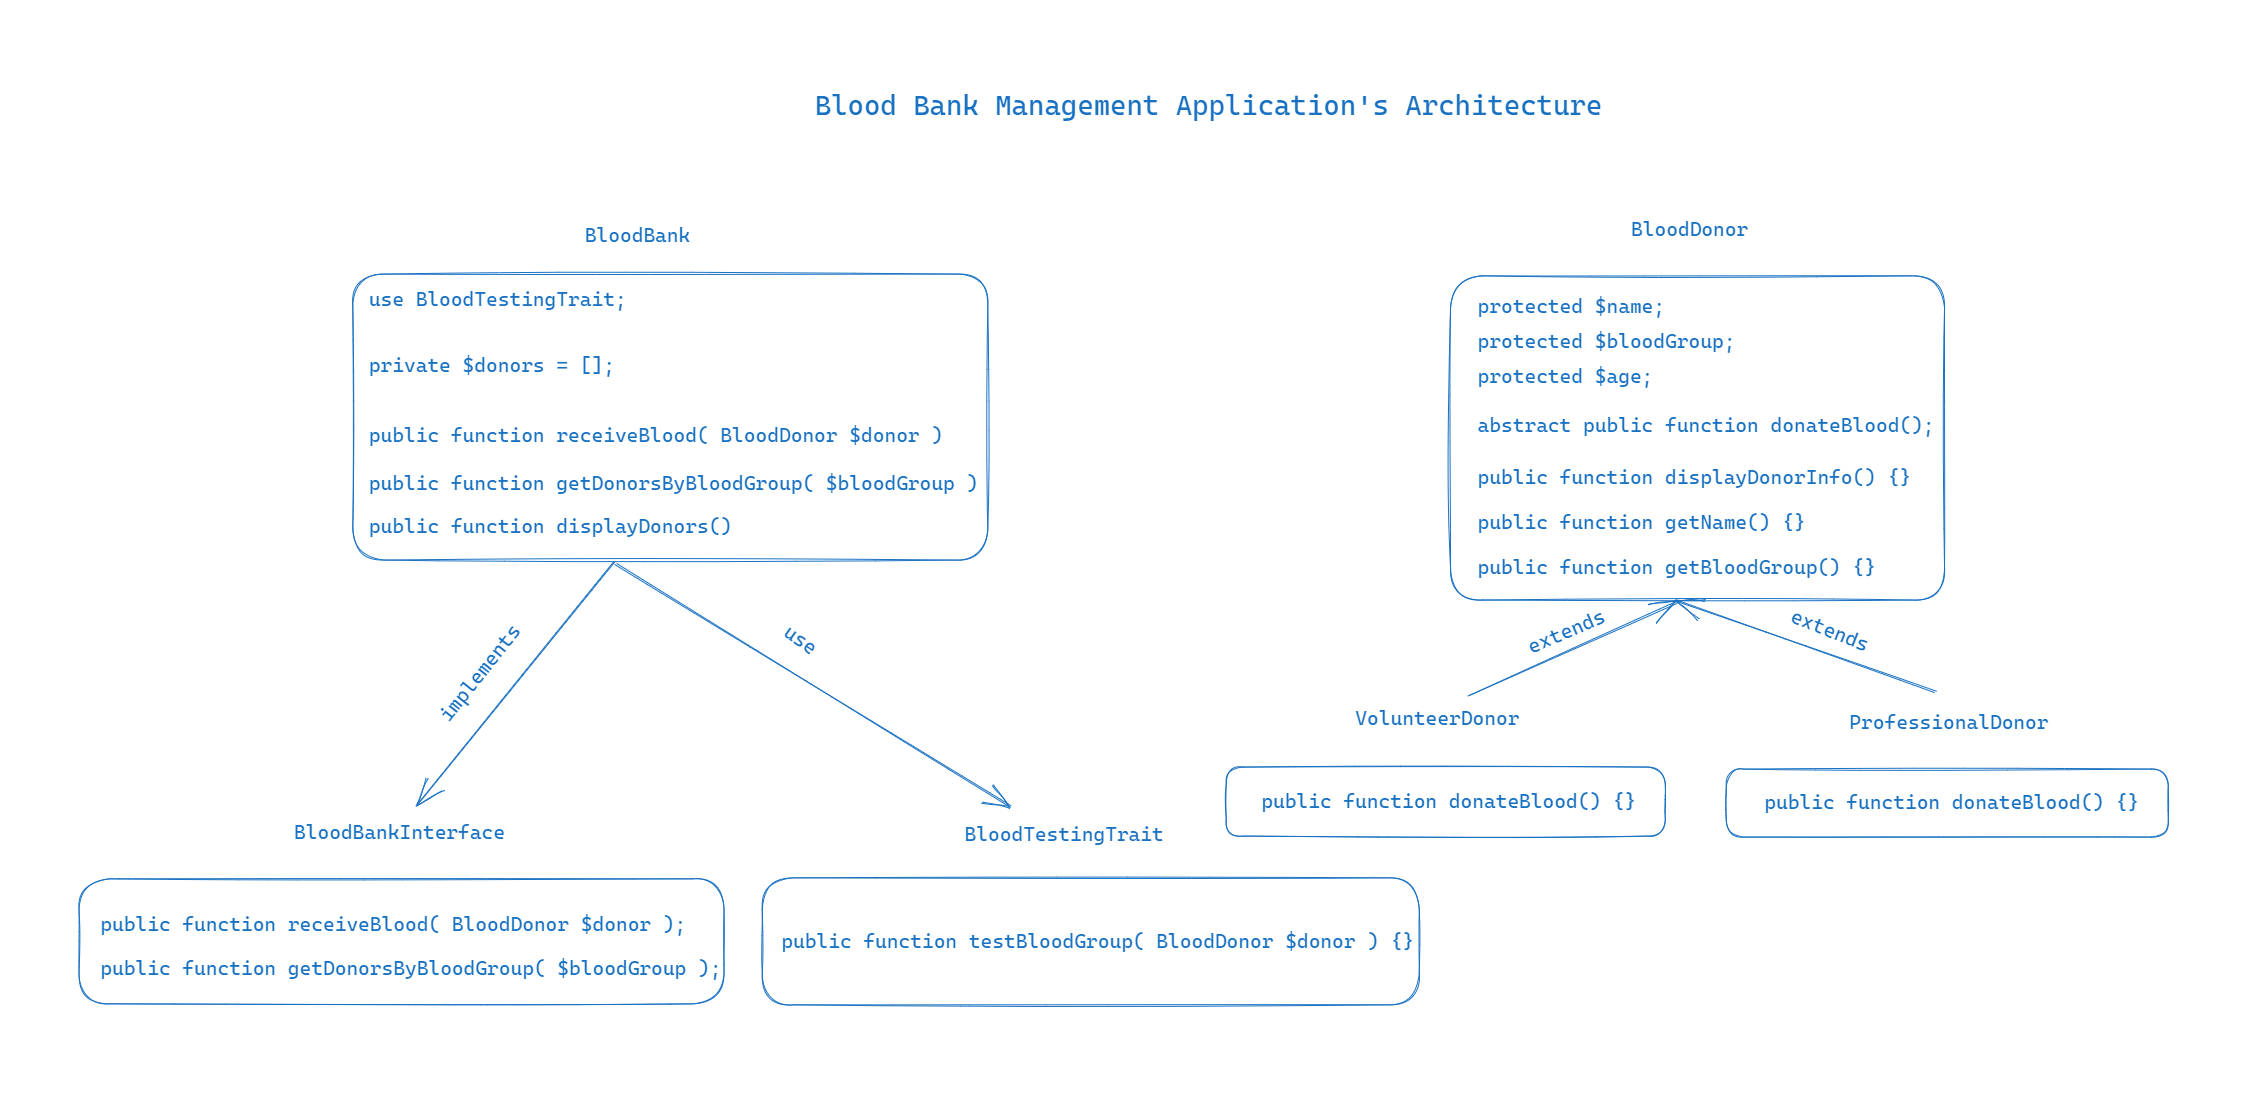 Blood Bank Management Application's Architecture
BloodBank
use BloodTestingTrait;
private $donors = [];
public function receiveBlood( BloodDonor $donor )
public function getDonorsByBloodGroup( $bloodGroup )
public function displayDonors()
implements
use
BloodBankInterface
public function receiveBlood( BloodDonor $donor );
public function getDonorsByBloodGroup( $bloodGroup );
BloodTestingTrait
public function testBloodGroup( BloodDonor $donor ) {}
BloodDonor
protected $name;
protected $bloodGroup;
protected $age;
abstract public function donateBlood();
public function displayDonorInfo() {}
public function getName() {}
public function getBloodGroup() {}
extends
extends
VolunteerDonor
public function donateBlood() {}
ProfessionalDonor
public function donateBlood() {}